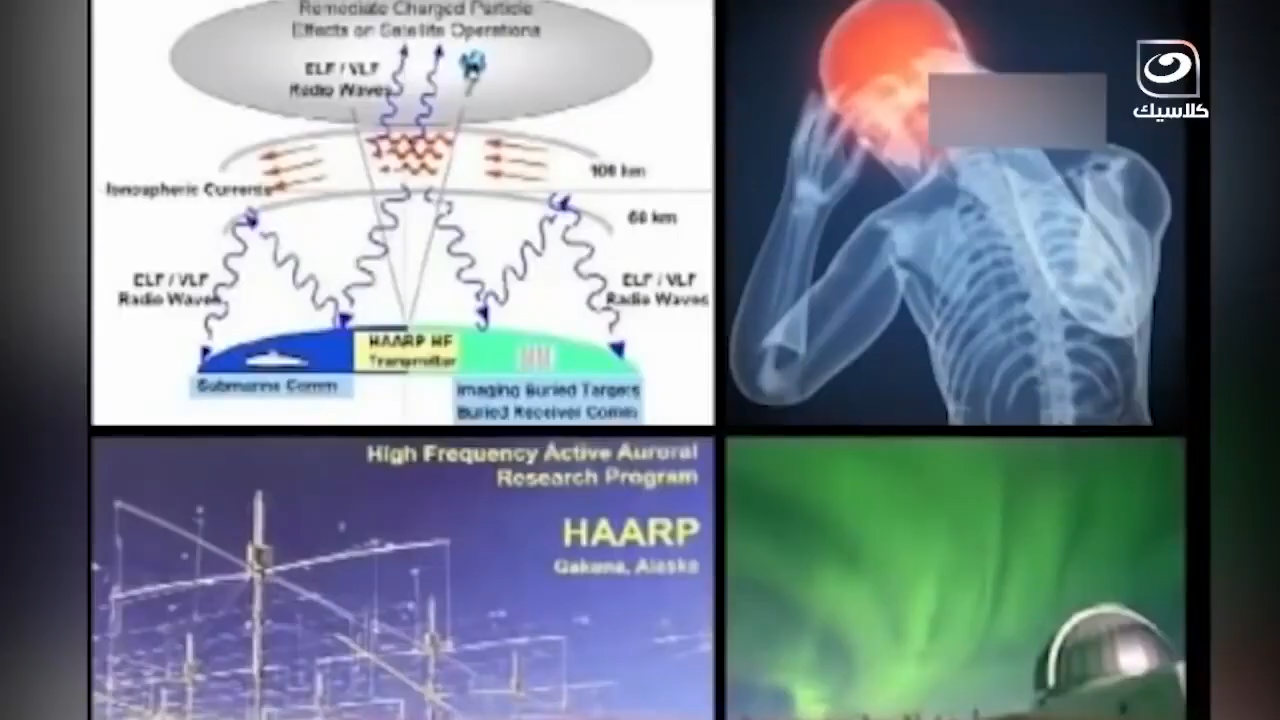 Remediate Charged Particle
Effects on Satellite Operations
ELF / VLF
Radio Waves
100 km
Ionospheric Currents
60 km
ELF / VLF
Radio Waves
ELF / VLF
Radio Waves
HAARP HF
Transmitter
Submarine Comm
Imaging Buried Targets
Buried Receiver Comm
كلاسيك
High Frequency Active Auroral
Research Program
HAARP
Gakona, Alaska